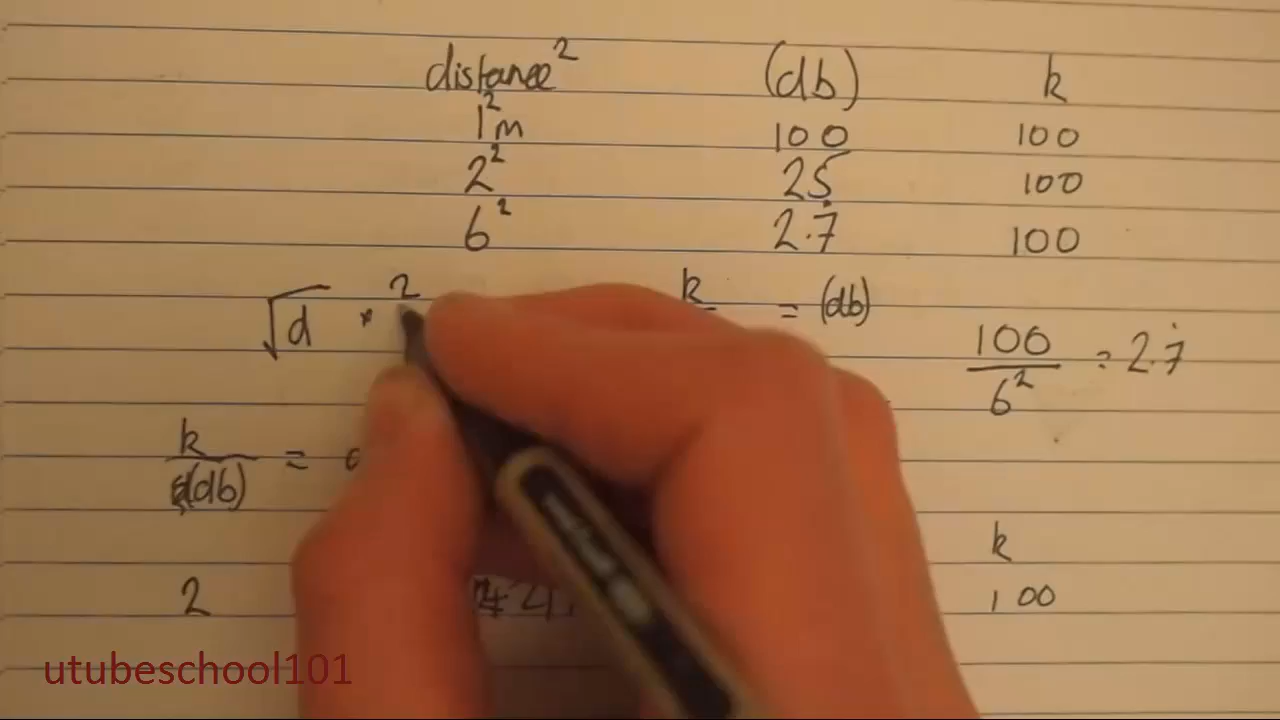 distance² (db) k
1²m 100 100
2² 25 100
6² 2.7̇ 100
√d * 2 k = (db)
100 / 6² = 2.7̇
k / (db) =
k
2 100
utubeschool101